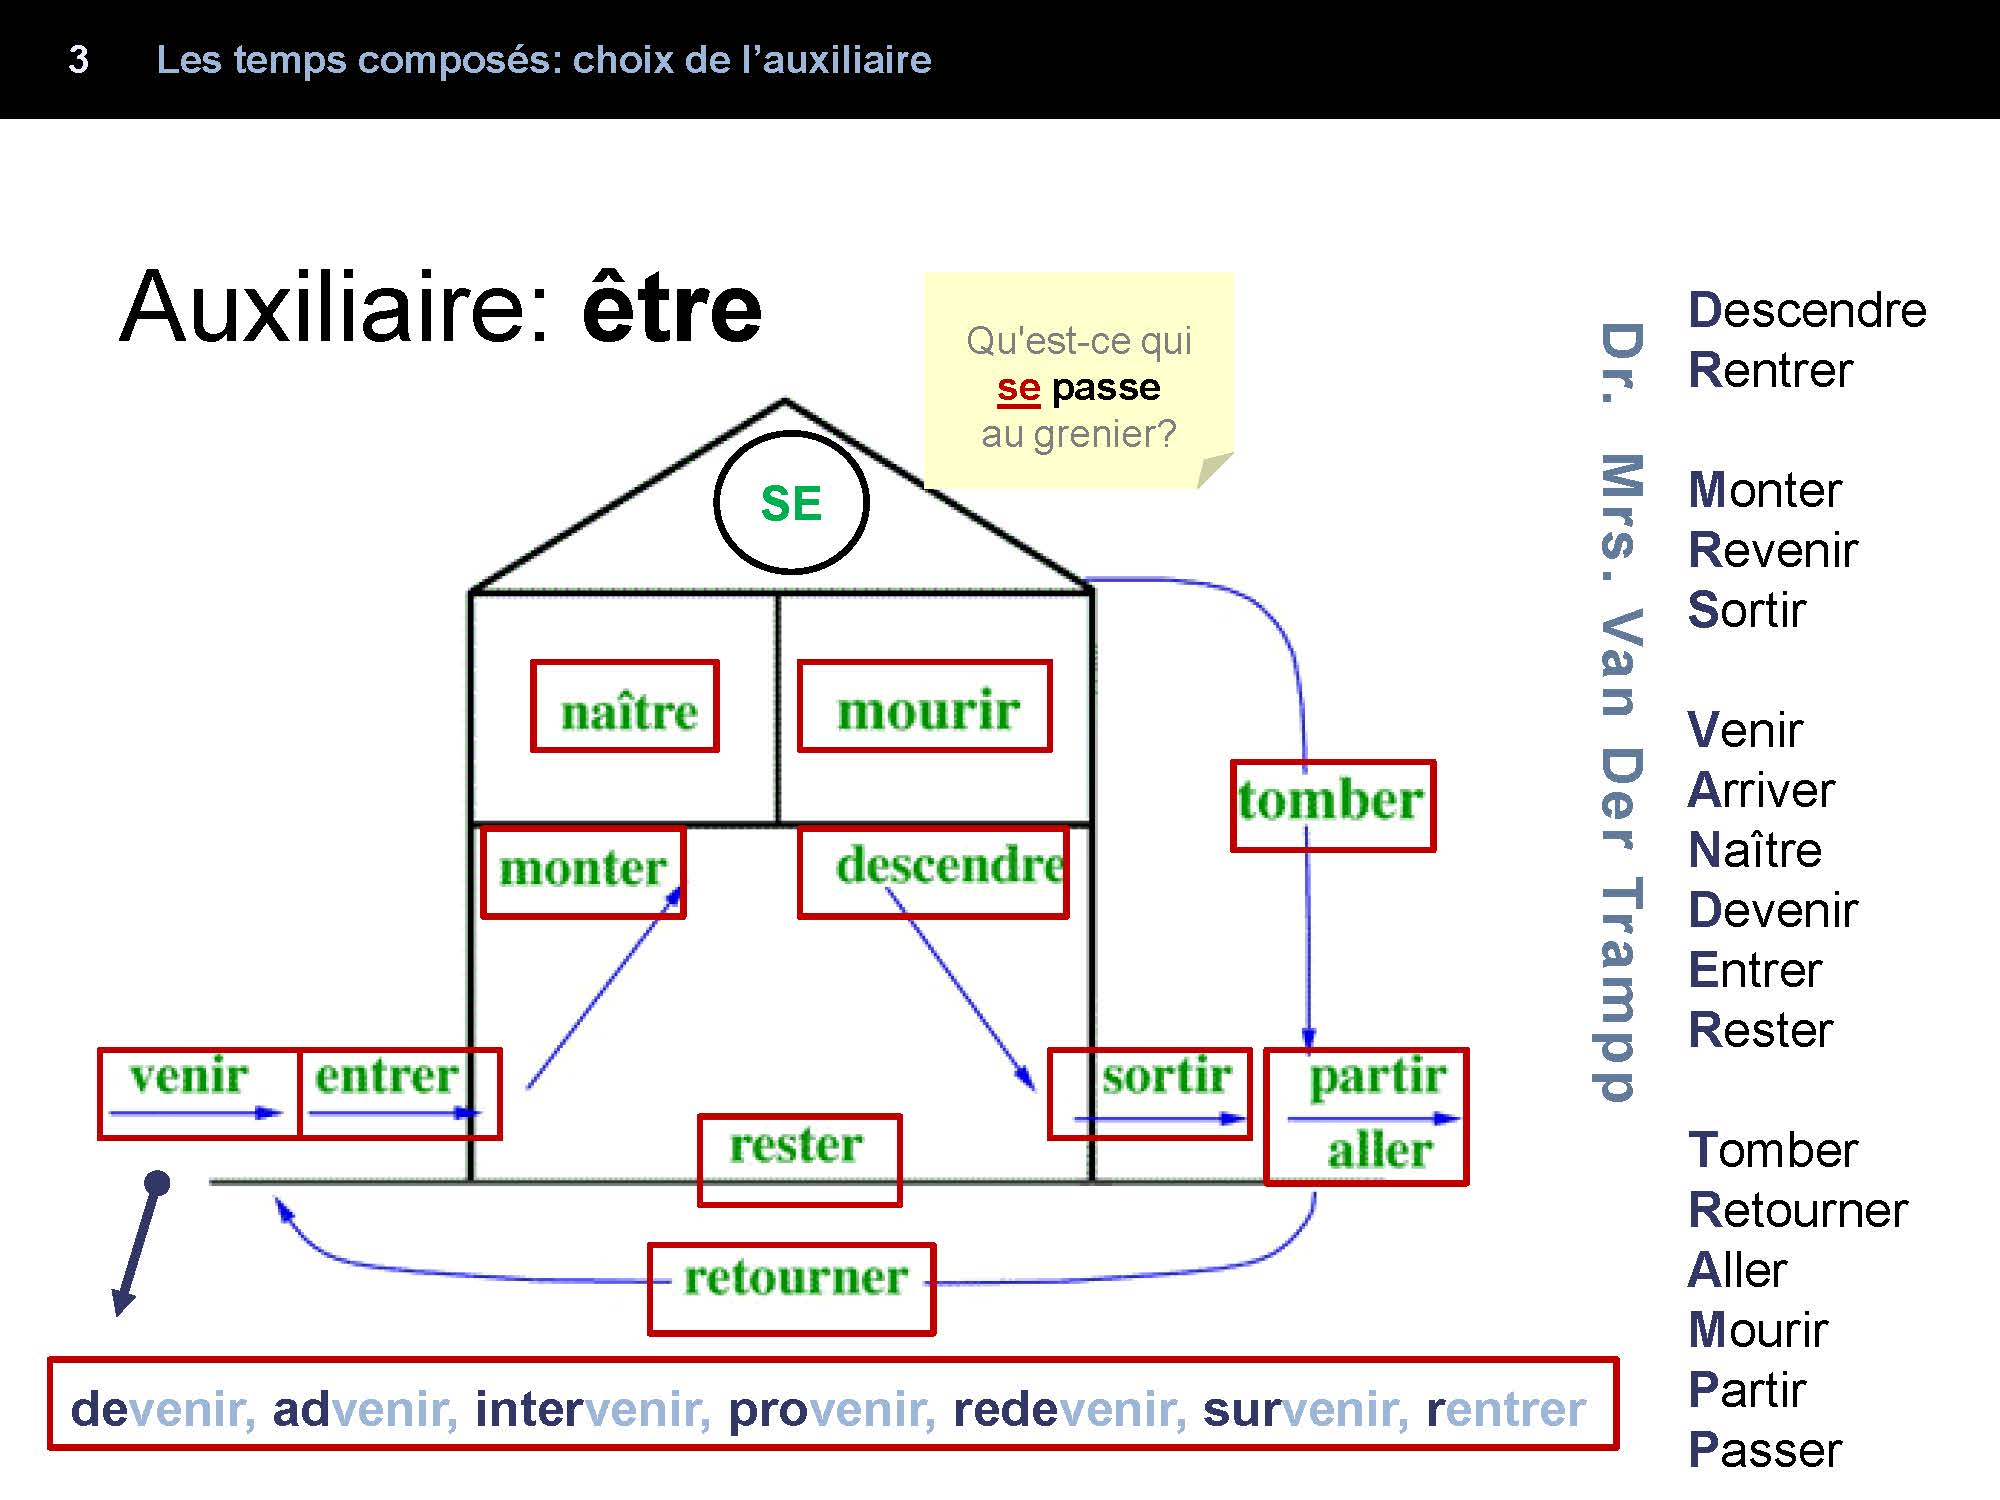 3 Les temps composés: choix de l’auxiliaire
Auxiliaire: être
Qu'est-ce qui
se passe
au grenier?
SE
naître
mourir
tomber
monter
descendre
venir
entrer
sortir
partir
aller
rester
retourner
devenir, advenir, intervenir, provenir, redevenir, survenir, rentrer
Dr. Mrs. Van Der Trampp
Descendre
Rentrer
Monter
Revenir
Sortir
Venir
Arriver
Naître
Devenir
Entrer
Rester
Tomber
Retourner
Aller
Mourir
Partir
Passer